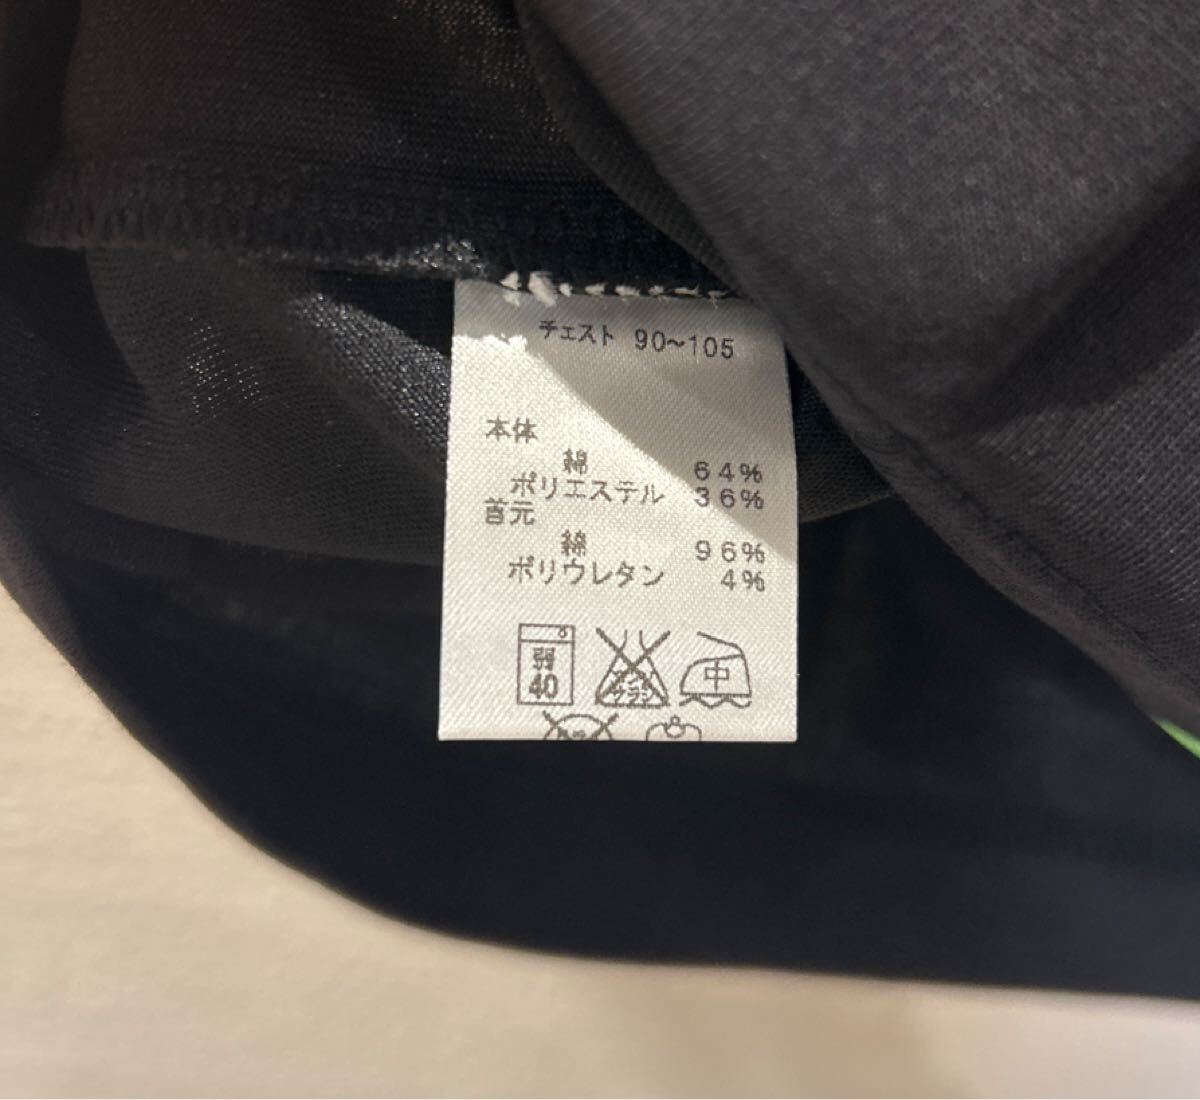 チェスト 90~105
本体
綿 64%
ポリエステル 36%
首元
綿 96%
ポリウレタン 4%
弱 中
40